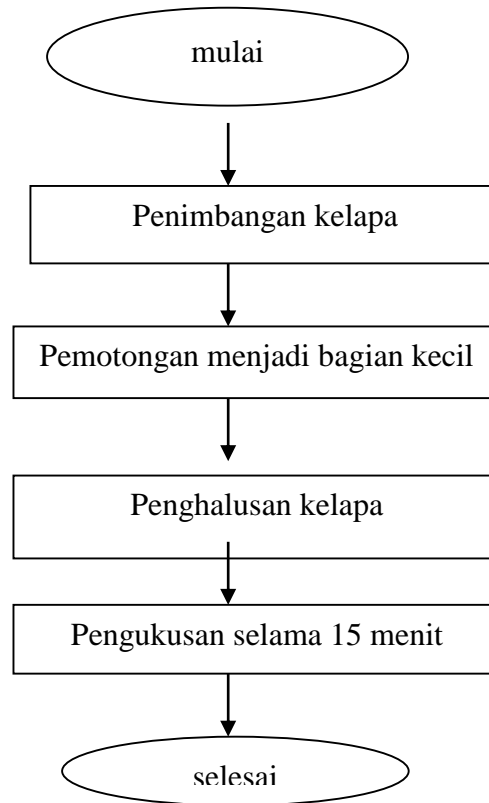 mulai
Penimbangan kelapa
Pemotongan menjadi bagian kecil
Penghalusan kelapa
Pengukusan selama 15 menit
selesai